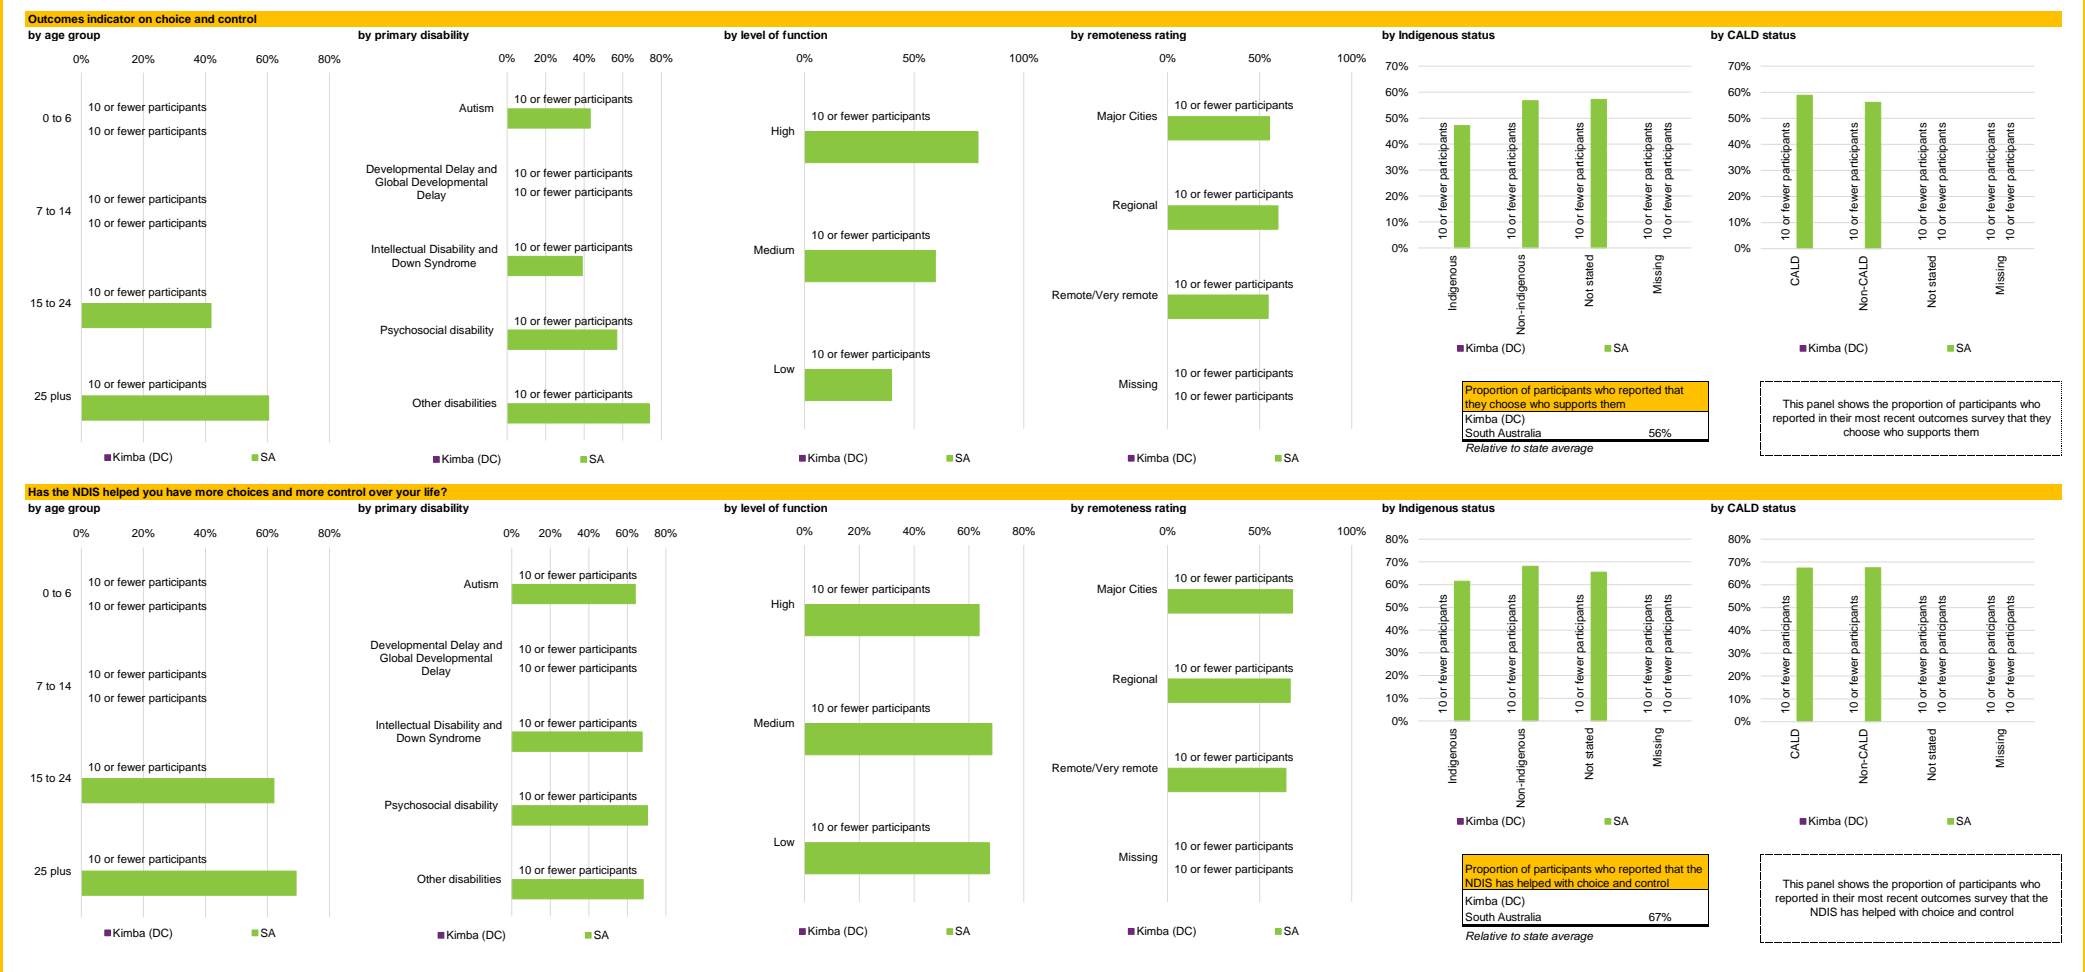 Outcomes indicator on choice and control
by age group
0% 20% 40% 60% 80%
0 to 6
10 or fewer participants
10 or fewer participants
7 to 14
10 or fewer participants
10 or fewer participants
15 to 24
10 or fewer participants
25 plus
10 or fewer participants
Kimba (DC) SA
by primary disability
0% 20% 40% 60% 80%
Autism
10 or fewer participants
Developmental Delay and
Global Developmental
Delay
10 or fewer participants
10 or fewer participants
Intellectual Disability and
Down Syndrome
10 or fewer participants
Psychosocial disability
10 or fewer participants
Other disabilities
10 or fewer participants
Kimba (DC) SA
by level of function
0% 50% 100%
High
10 or fewer participants
Medium
10 or fewer participants
Low
10 or fewer participants
Kimba (DC) SA
by remoteness rating
0% 50% 100%
Major Cities
10 or fewer participants
Regional
10 or fewer participants
Remote/Very remote
10 or fewer participants
Missing
10 or fewer participants
10 or fewer participants
Kimba (DC) SA
by Indigenous status
70%
60%
50%
40%
30%
20%
10%
0%
10 or fewer participants
10 or fewer participants
10 or fewer participants
10 or fewer participants
10 or fewer participants
Indigenous
Non-indigenous
Not stated
Missing
Kimba (DC) SA
by CALD status
70%
60%
50%
40%
30%
20%
10%
0%
10 or fewer participants
10 or fewer participants
10 or fewer participants
10 or fewer participants
10 or fewer participants
10 or fewer participants
CALD
Non-CALD
Not stated
Missing
Kimba (DC) SA
Proportion of participants who reported that
they choose who supports them
Kimba (DC)
South Australia 56%
Relative to state average
This panel shows the proportion of participants who
reported in their most recent outcomes survey that they
choose who supports them
Has the NDIS helped you have more choices and more control over your life?
by age group
0% 20% 40% 60% 80%
0 to 6
10 or fewer participants
10 or fewer participants
7 to 14
10 or fewer participants
10 or fewer participants
15 to 24
10 or fewer participants
25 plus
10 or fewer participants
Kimba (DC) SA
by primary disability
0% 20% 40% 60% 80%
Autism
10 or fewer participants
Developmental Delay and
Global Developmental
Delay
10 or fewer participants
10 or fewer participants
Intellectual Disability and
Down Syndrome
10 or fewer participants
Psychosocial disability
10 or fewer participants
Other disabilities
10 or fewer participants
Kimba (DC) SA
by level of function
0% 20% 40% 60% 80%
High
10 or fewer participants
Medium
10 or fewer participants
Low
10 or fewer participants
Kimba (DC) SA
by remoteness rating
0% 50% 100%
Major Cities
10 or fewer participants
Regional
10 or fewer participants
Remote/Very remote
10 or fewer participants
Missing
10 or fewer participants
10 or fewer participants
Kimba (DC) SA
by Indigenous status
80%
70%
60%
50%
40%
30%
20%
10%
0%
10 or fewer participants
10 or fewer participants
10 or fewer participants
10 or fewer participants
10 or fewer participants
Indigenous
Non-indigenous
Not stated
Missing
Kimba (DC) SA
by CALD status
80%
70%
60%
50%
40%
30%
20%
10%
0%
10 or fewer participants
10 or fewer participants
10 or fewer participants
10 or fewer participants
10 or fewer participants
10 or fewer participants
CALD
Non-CALD
Not stated
Missing
Kimba (DC) SA
Proportion of participants who reported that the
NDIS has helped with choice and control
Kimba (DC)
South Australia 67%
Relative to state average
This panel shows the proportion of participants who
reported in their most recent outcomes survey that the
NDIS has helped with choice and control